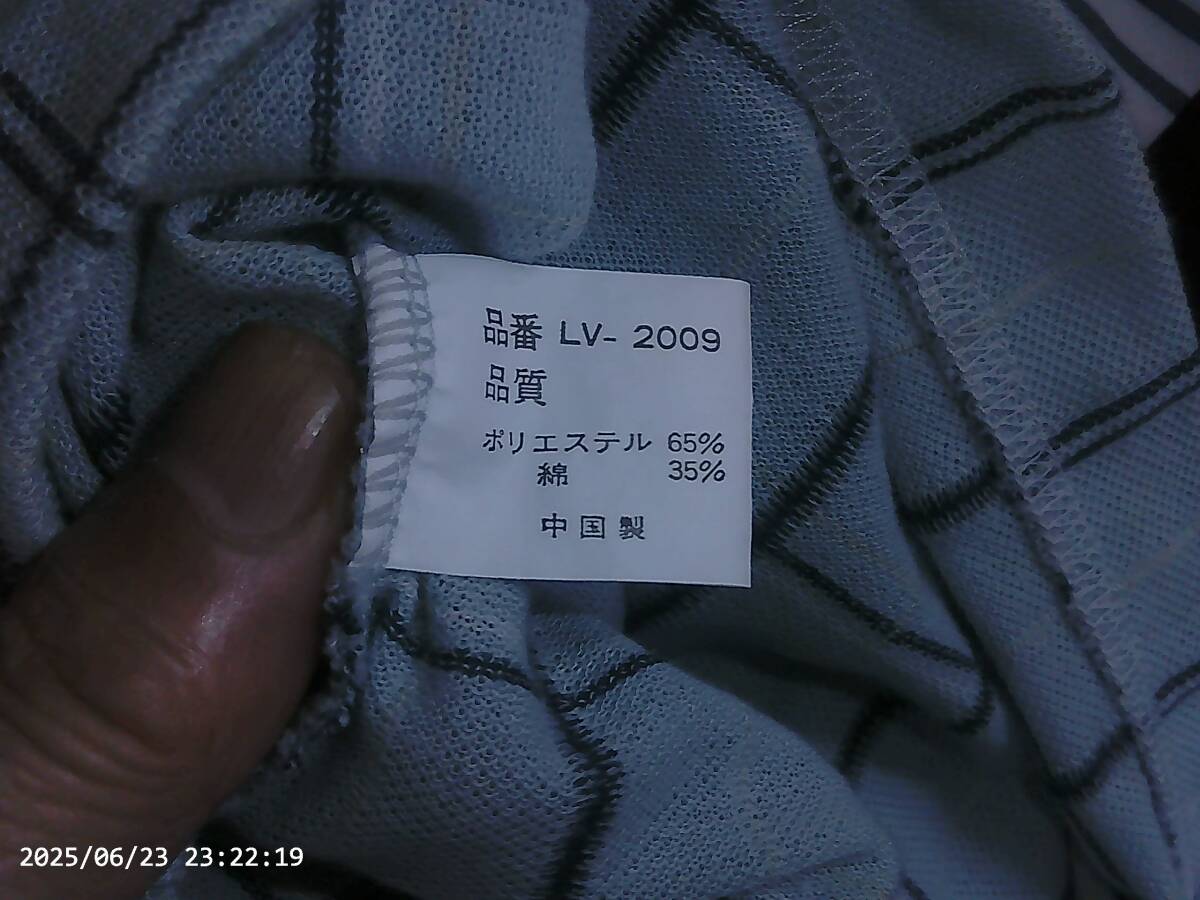 品番 LV- 2009
品質
ポリエステル 65%
綿 35%
中国製
2025/06/23 23:22:19